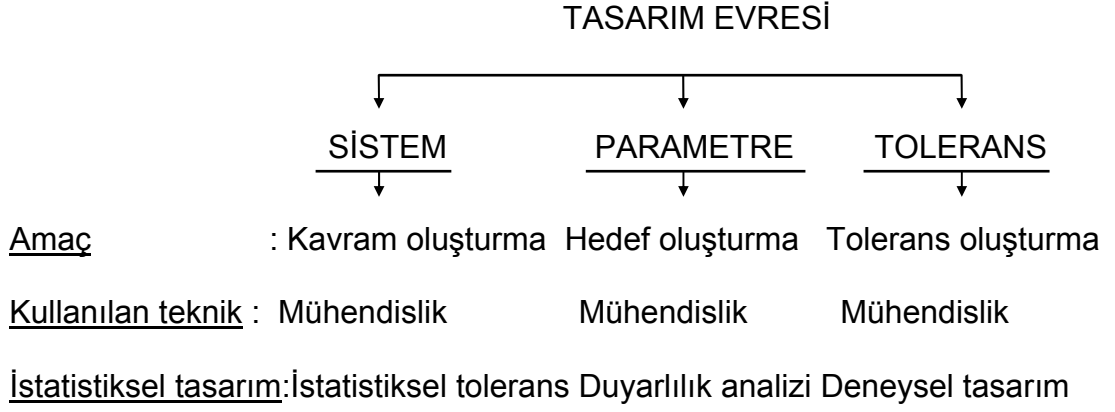 TASARIM EVRESİ
SİSTEM PARAMETRE TOLERANS
Amaç : Kavram oluşturma Hedef oluşturma Tolerans oluşturma
Kullanılan teknik : Mühendislik Mühendislik Mühendislik
İstatistiksel tasarım:İstatistiksel tolerans Duyarlılık analizi Deneysel tasarım